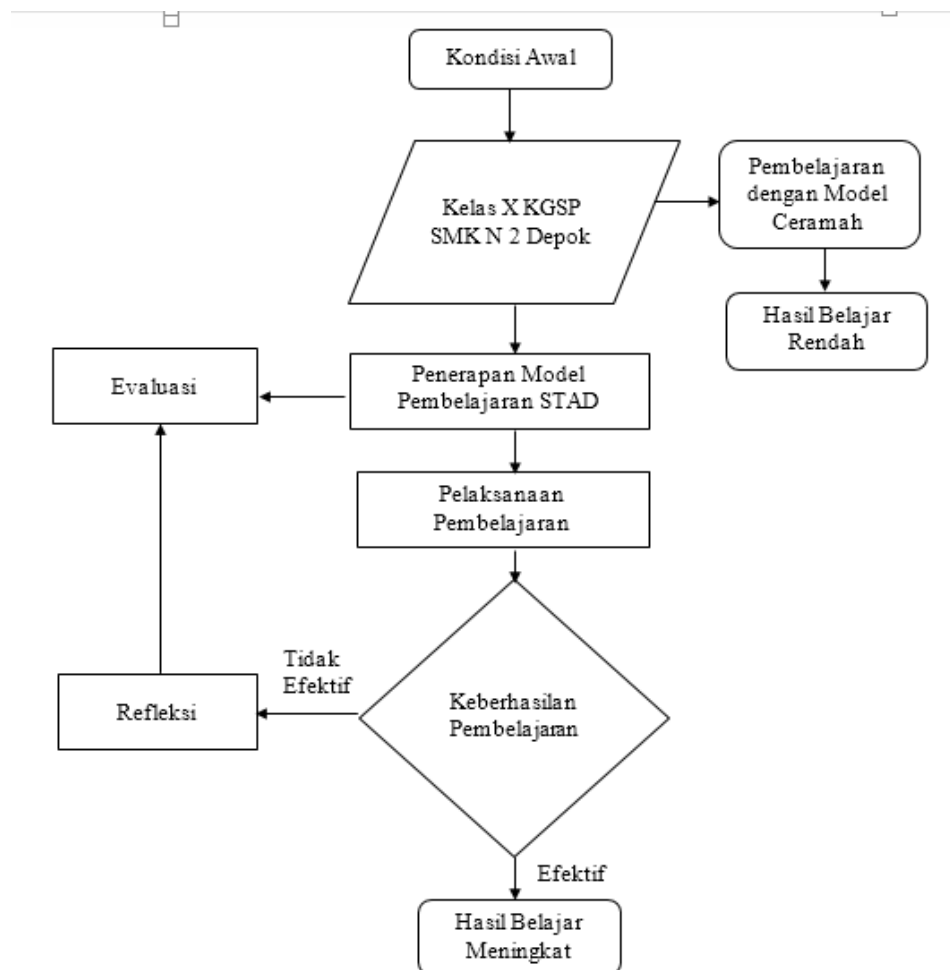 Kondisi Awal
Kelas X KGSP
SMK N 2 Depok
Pembelajaran
dengan Model
Ceramah
Hasil Belajar
Rendah
Penerapan Model
Pembelajaran STAD
Evaluasi
Pelaksanaan
Pembelajaran
Tidak
Efektif
Refleksi
Keberhasilan
Pembelajaran
Efektif
Hasil Belajar
Meningkat